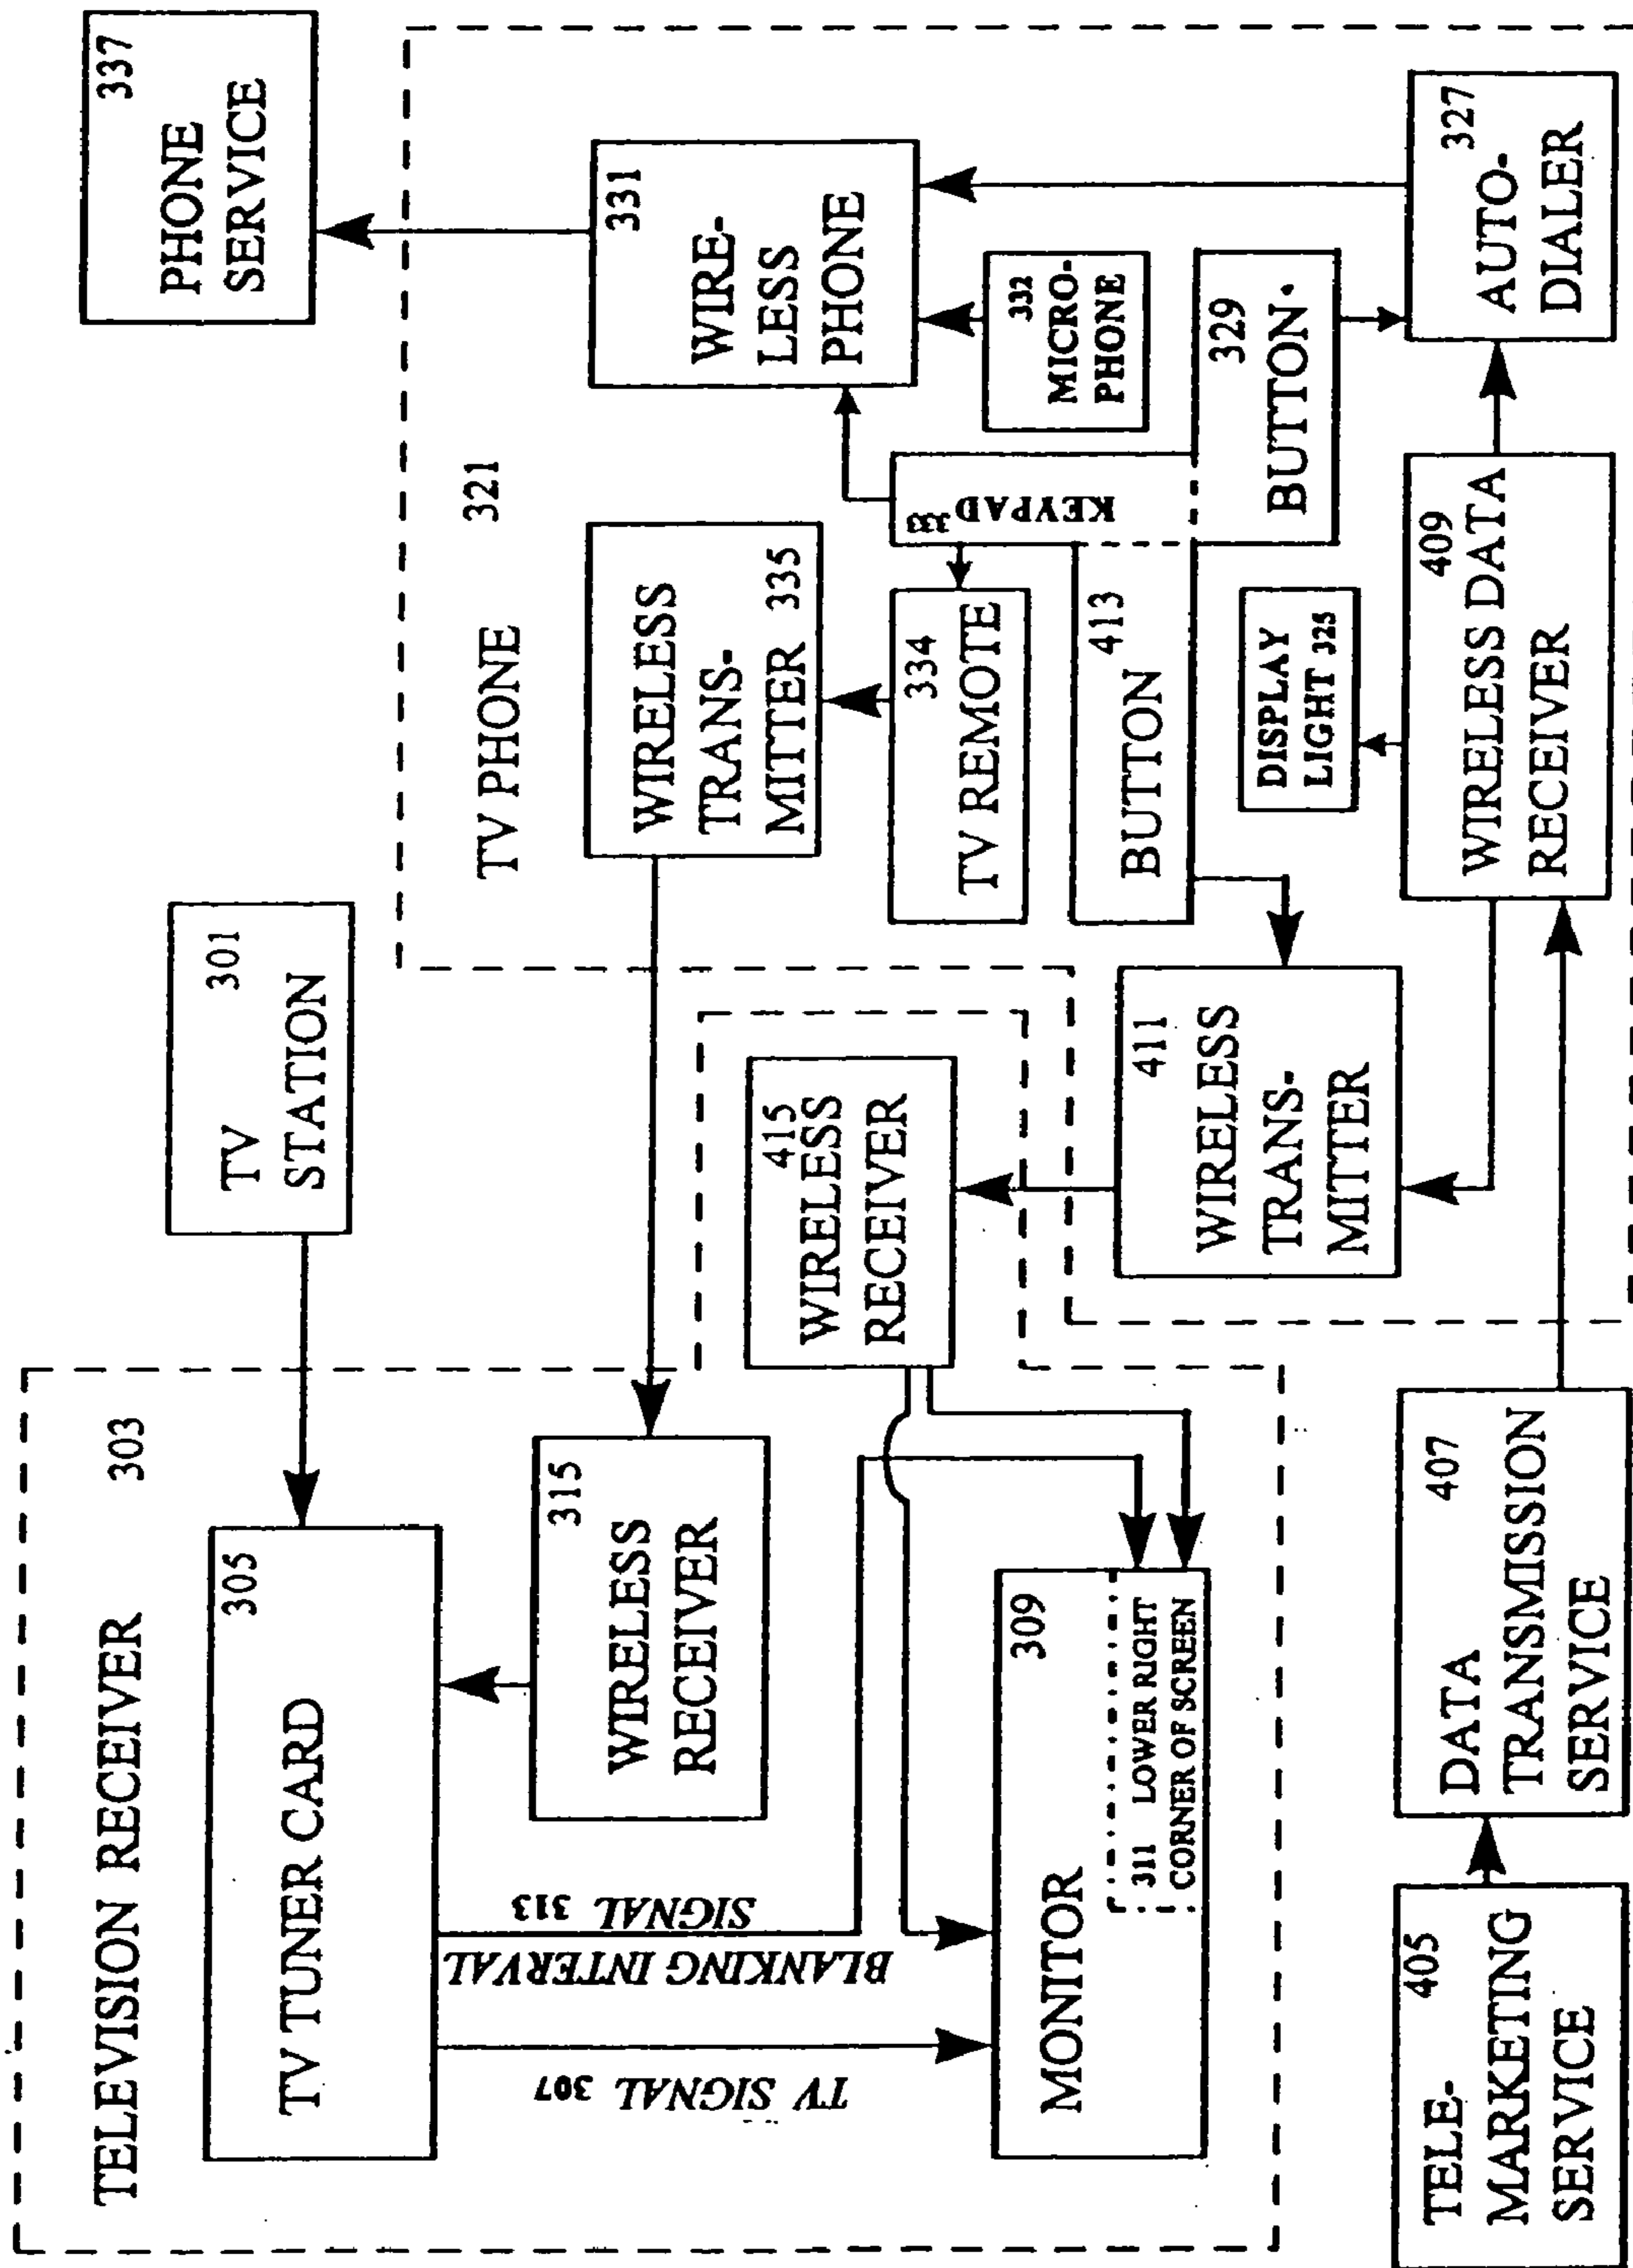 TELEVISION RECEIVER 303
TV TUNER CARD
305
TV SIGNAL 307
BLANKING INTERVAL
SIGNAL 313
315
WIRELESS
RECEIVER
MONITOR
309
311 LOWER RIGHT
CORNER OF SCREEN
301
TV
STATION
415
WIRELESS
RECEIVER
337
PHONE
SERVICE
TV PHONE 321
WIRELESS
TRANS-
MITTER 335
331
WIRE-
LESS
PHONE
334
TV REMOTE
333
KEYPAD
332
MICRO-
PHONE
413
BUTTON
329
BUTTON.
411
WIRELESS
TRANS-
MITTER
DISPLAY
LIGHT 325
409
WIRELESS DATA
RECEIVER
327
AUTO-
DIALER
405
TELE-
MARKETING
SERVICE
407
DATA
TRANSMISSION
SERVICE